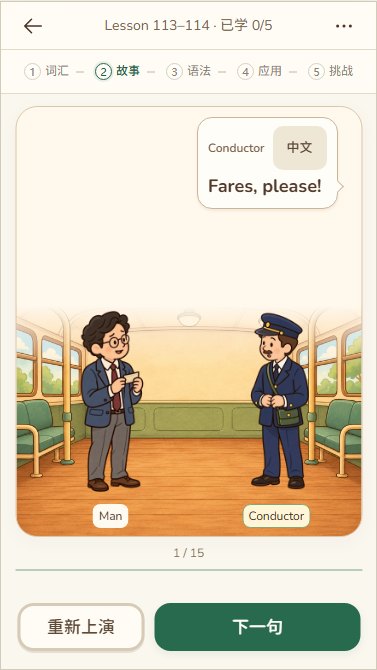 Lesson 113–114 · 已学 0/5
1 词汇 – 2 故事 – 3 语法 – 4 应用 – 5 挑战
Conductor 中文
Fares, please!
Man Conductor
1 / 15
重新上演 下一句